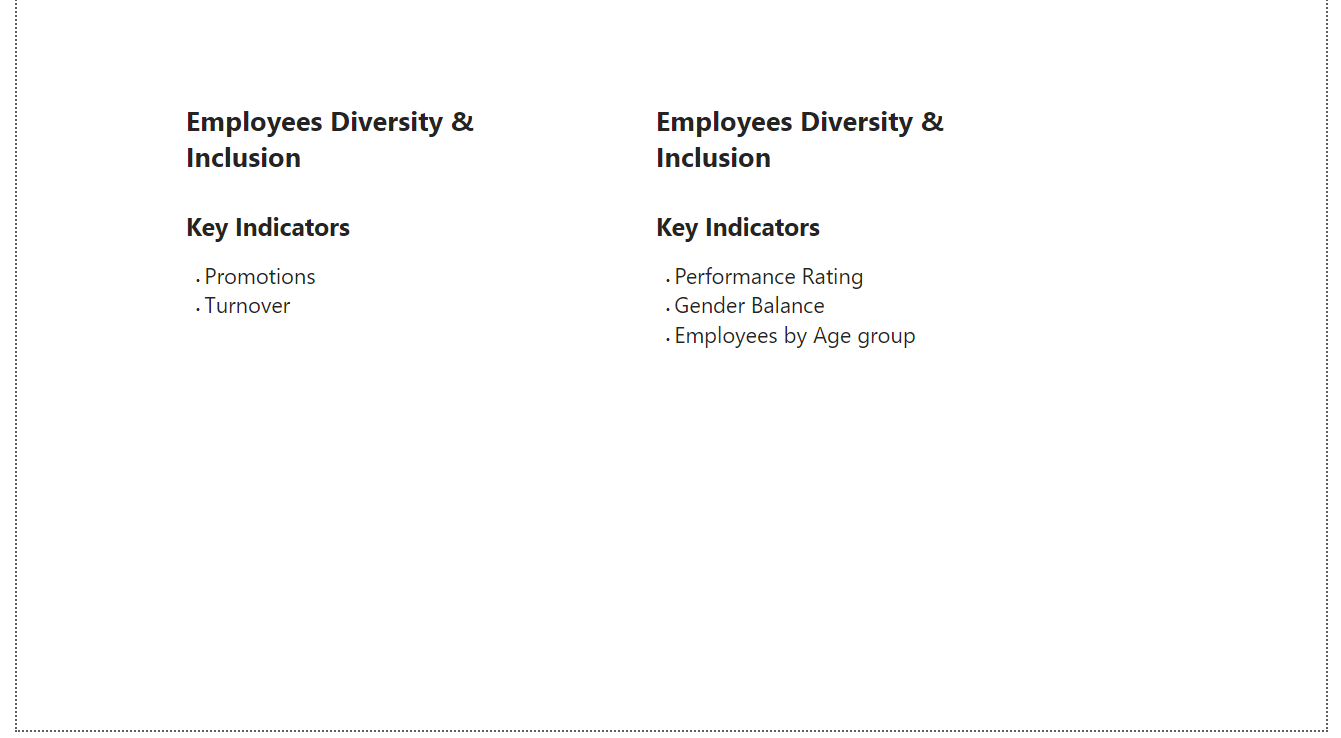 Employees Diversity &
Inclusion
Key Indicators
· Promotions
· Turnover
Employees Diversity &
Inclusion
Key Indicators
· Performance Rating
· Gender Balance
· Employees by Age group